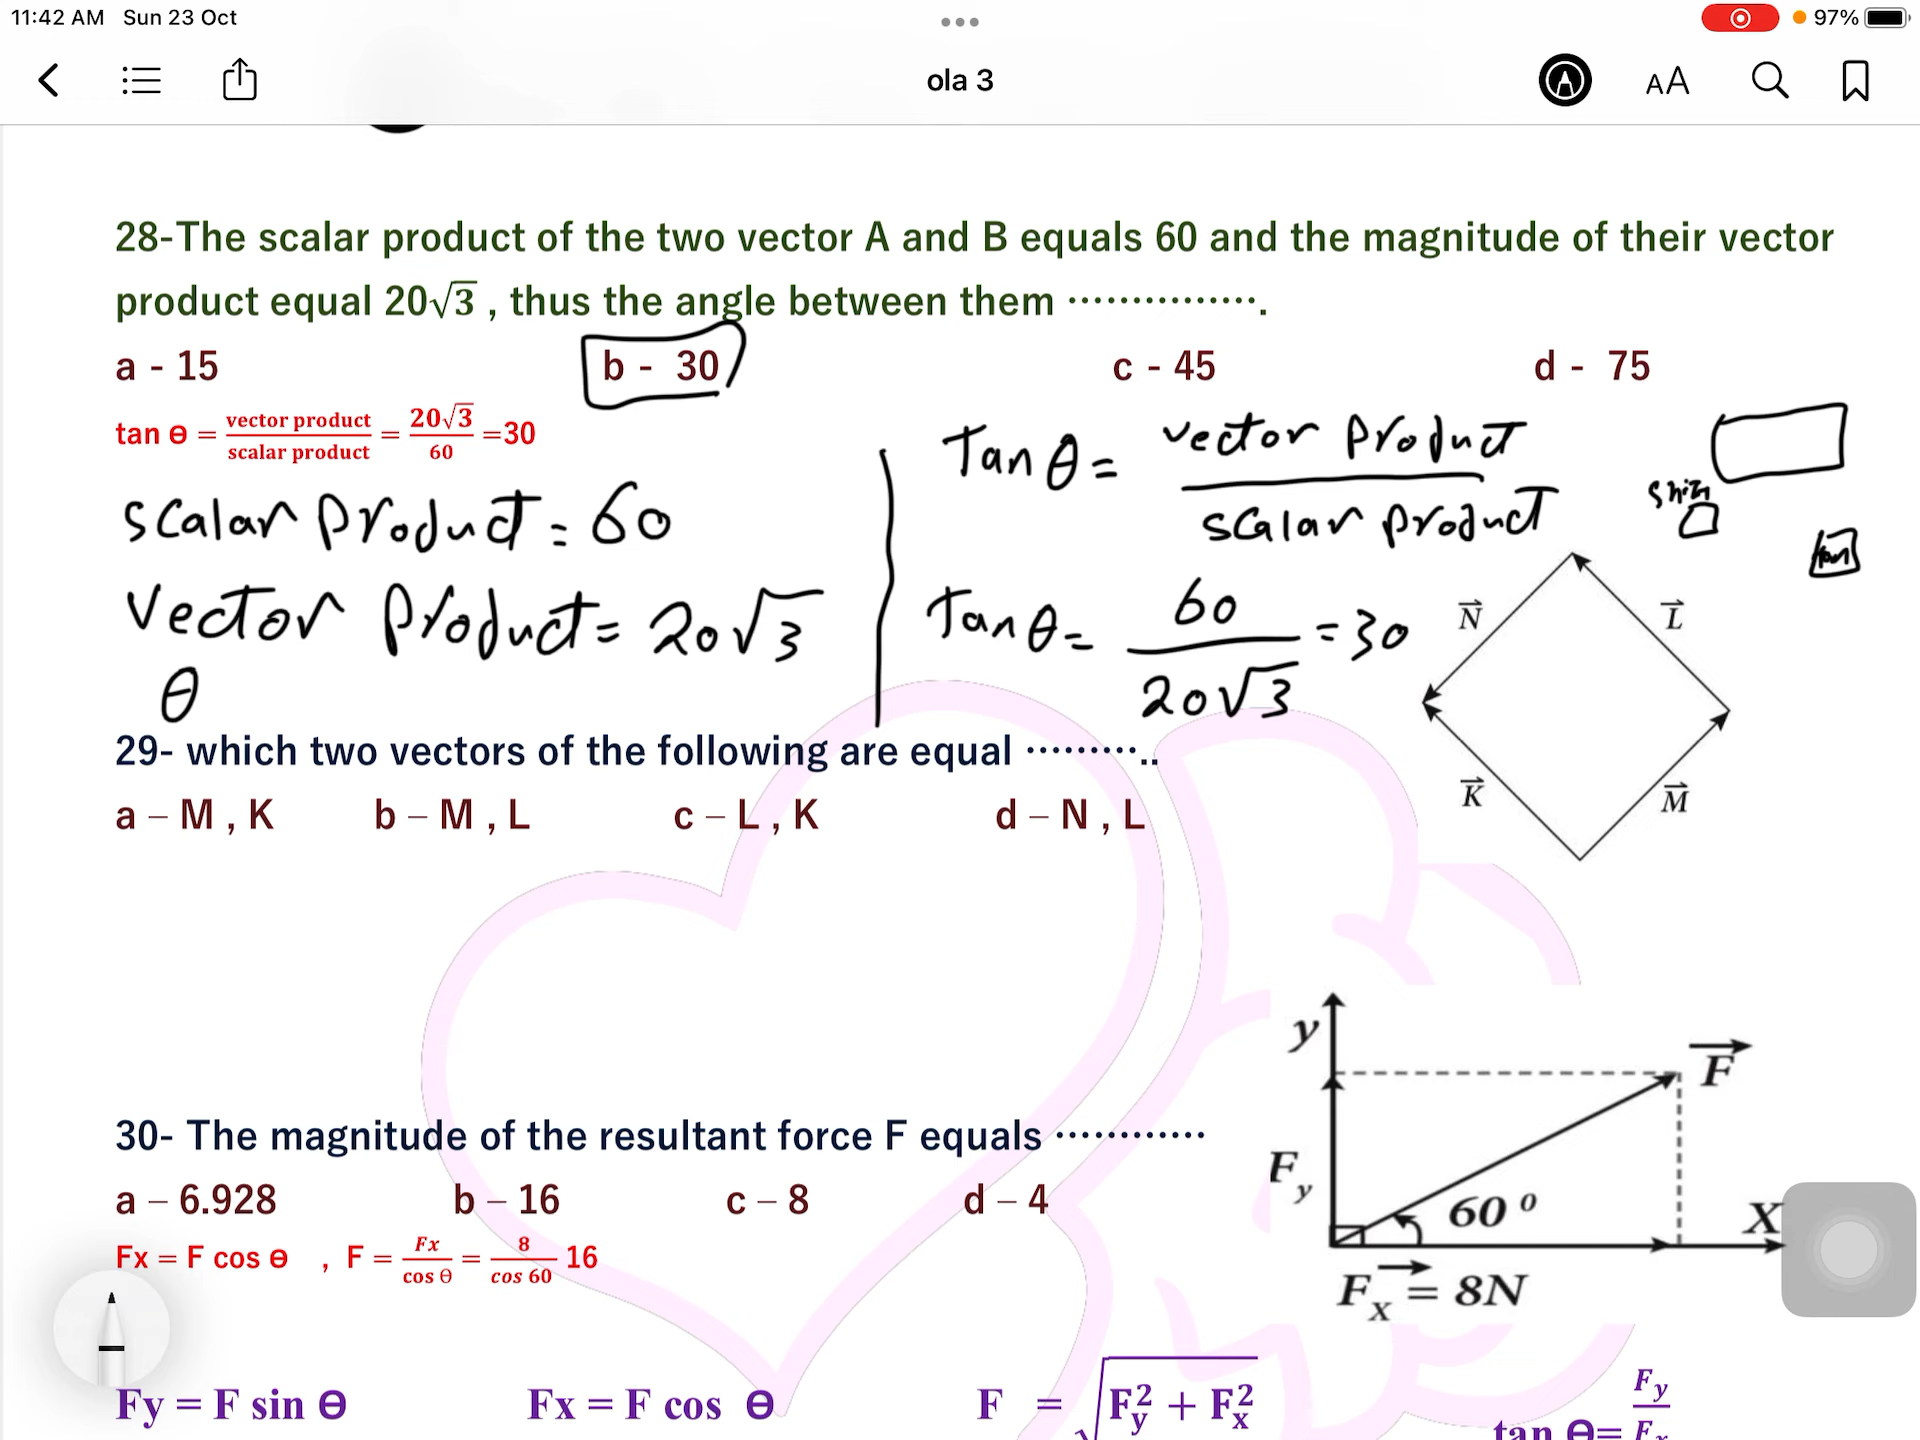 11:42 AM Sun 23 Oct
97%
ola 3
AA
28-The scalar product of the two vector A and B equals 60 and the magnitude of their vector
product equal 20√3 , thus the angle between them ...............
a - 15 b - 30 c - 45 d - 75
tan ө = vector product / scalar product = 20√3 / 60 =30
Tan θ = vector product / scalar product
scalar product = 60
shift
tan
vector product = 20√3
Tan θ = 60 / 20√3 = 30
θ
N L
K M
29- which two vectors of the following are equal ...........
a – M , K b – M , L c – L , K d – N , L
y
F
Fy
60 º
X
Fx = 8N
30- The magnitude of the resultant force F equals ............
a – 6.928 b – 16 c – 8 d – 4
Fx = F cos ө , F = Fx / cos Ө = 8 / cos 60 16
Fy = F sin Ө Fx = F cos Ө F = √F²y + F²x tan Ө= Fy / Fx